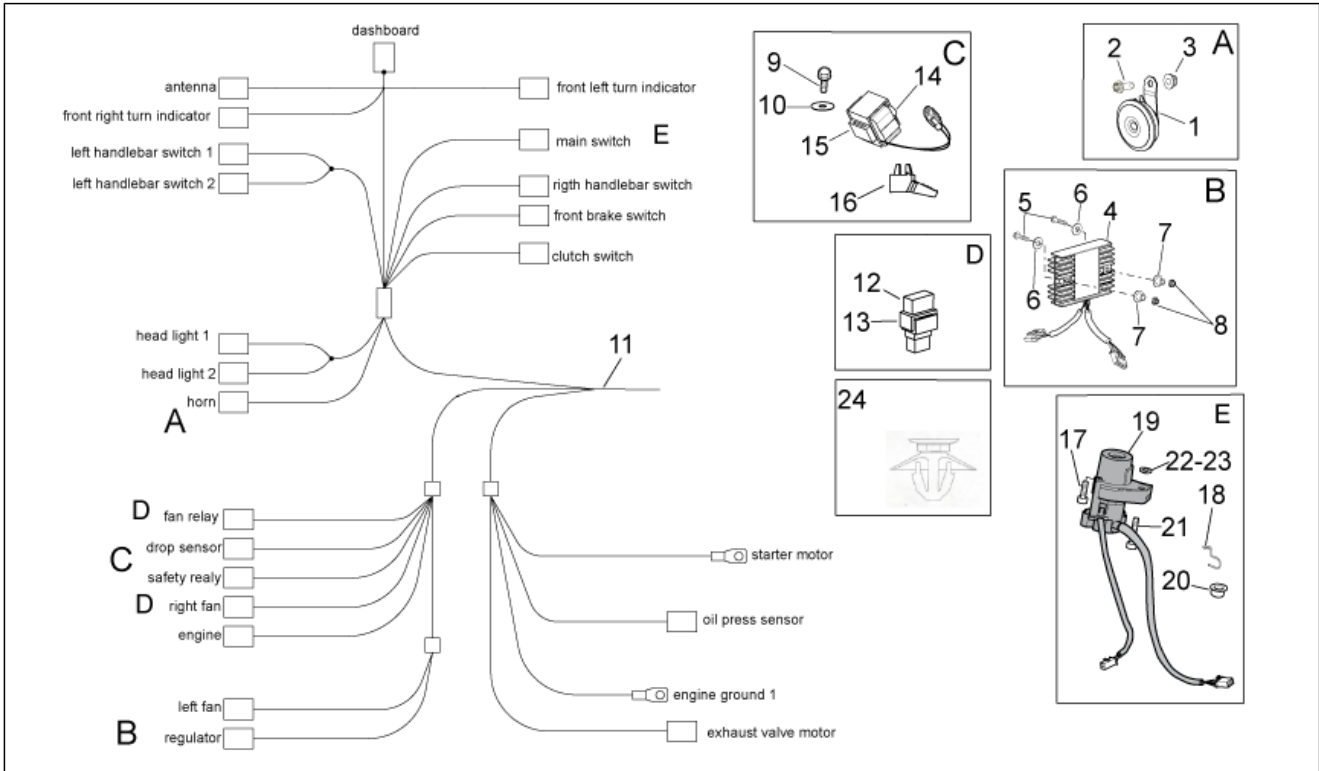 dashboard
antenna
front left turn indicator
front right turn indicator
left handlebar switch 1
main switch
E
left handlebar switch 2
rigth handlebar switch
front brake switch
clutch switch
head light 1
head light 2
horn
A
11
D
fan relay
drop sensor
C
safety realy
D
right fan
engine
left fan
B
regulator
starter motor
oil press sensor
engine ground 1
exhaust valve motor
C
9
14
10
15
16
A
2
3
1
B
5
6
4
7
6
7
8
D
12
13
24
E
19
17
22-23
18
21
20